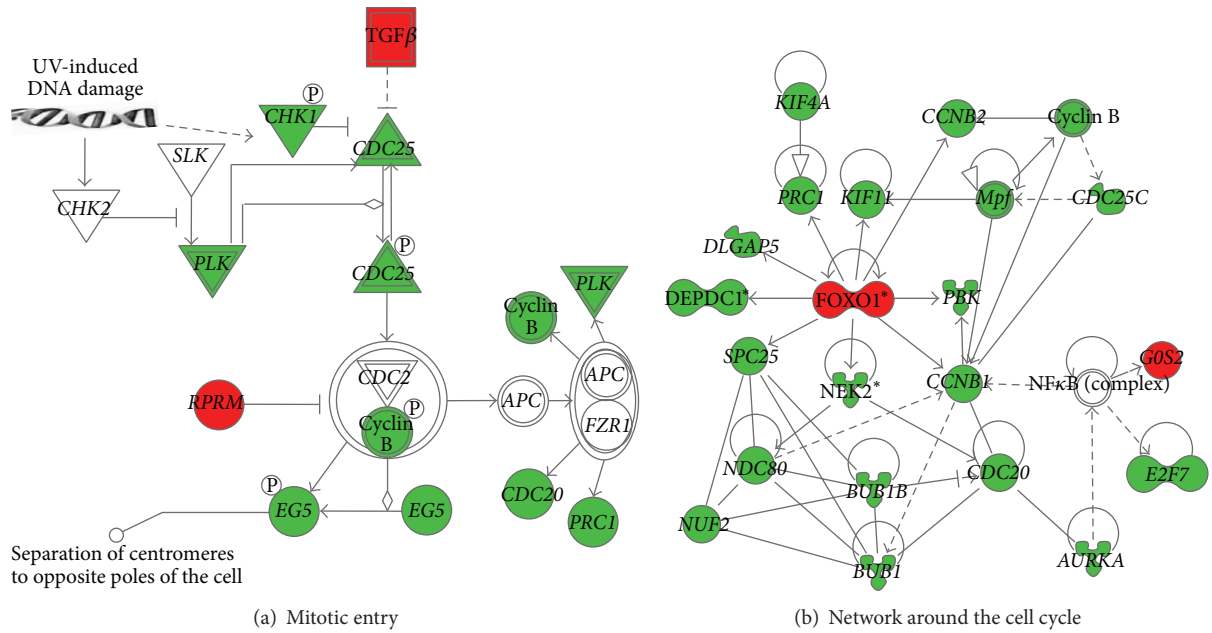 TGFβ
UV-induced
DNA damage
P
CHK1
SLK
CDC25
CHK2
PLK
P
CDC25
PLK
Cyclin
B
CDC2
APC
RPRM
APC
P
Cyclin
B
FZR1
P
EG5
EG5
CDC20
PRC1
Separation of centromeres
to opposite poles of the cell
(a) Mitotic entry
KIF4A
CCNB2
Cyclin B
PRC1
KIF11
Mpf
CDC25C
DLGAP5
DEPDC1*
FOXO1*
PBK
SPC25
NEK2*
CCNB1
NFκB (complex)
G0S2
NDC80
BUB1B
CDC20
E2F7
NUF2
BUB1
AURKA
(b) Network around the cell cycle